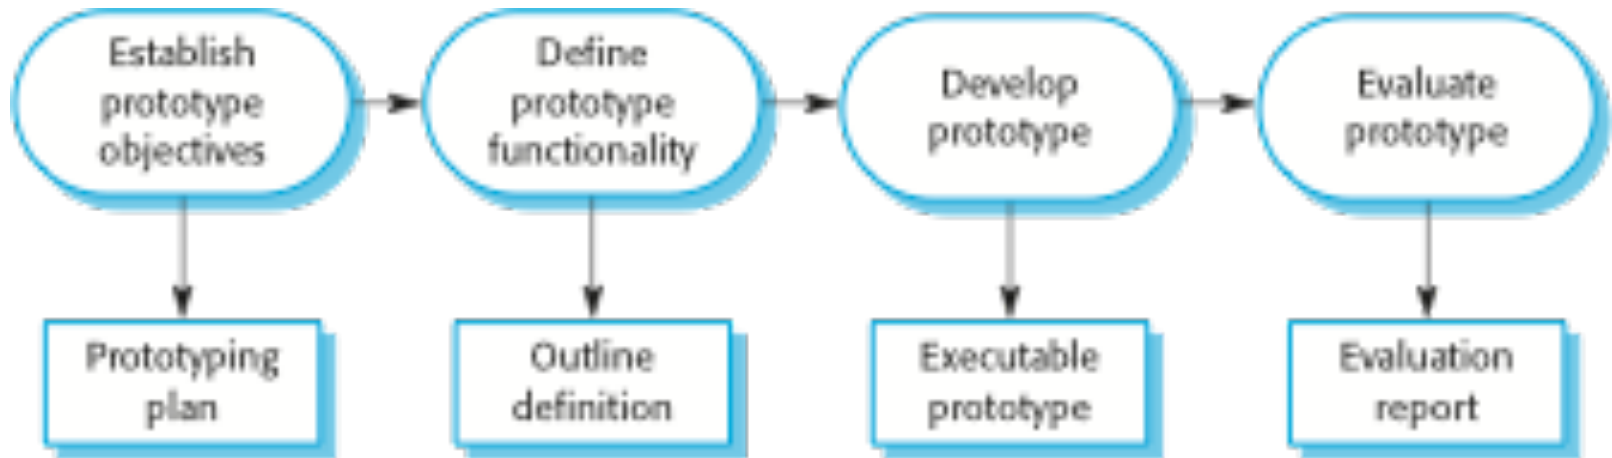 Establish
prototype
objectives
Define
prototype
functionality
Develop
prototype
Evaluate
prototype
Prototyping
plan
Outline
definition
Executable
prototype
Evaluation
report